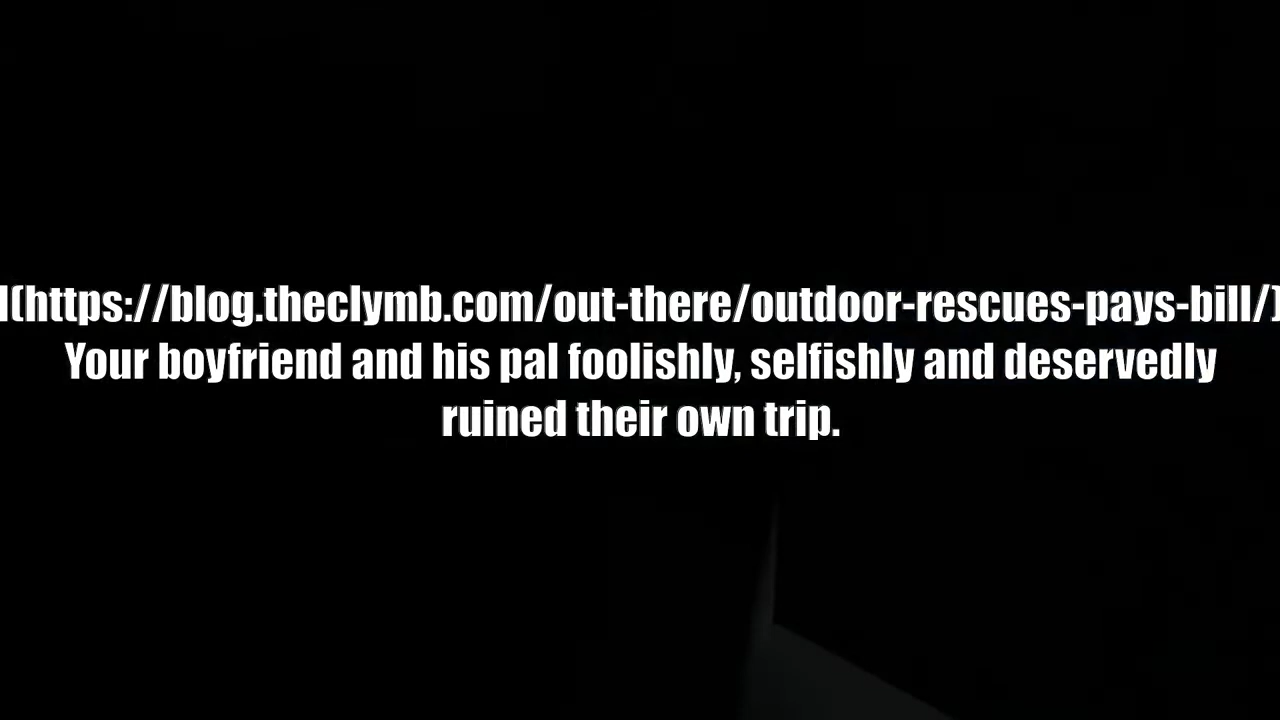 l(https://blog.theclymb.com/out-there/outdoor-rescues-pays-bill/)
Your boyfriend and his pal foolishly, selfishly and deservedly
ruined their own trip.